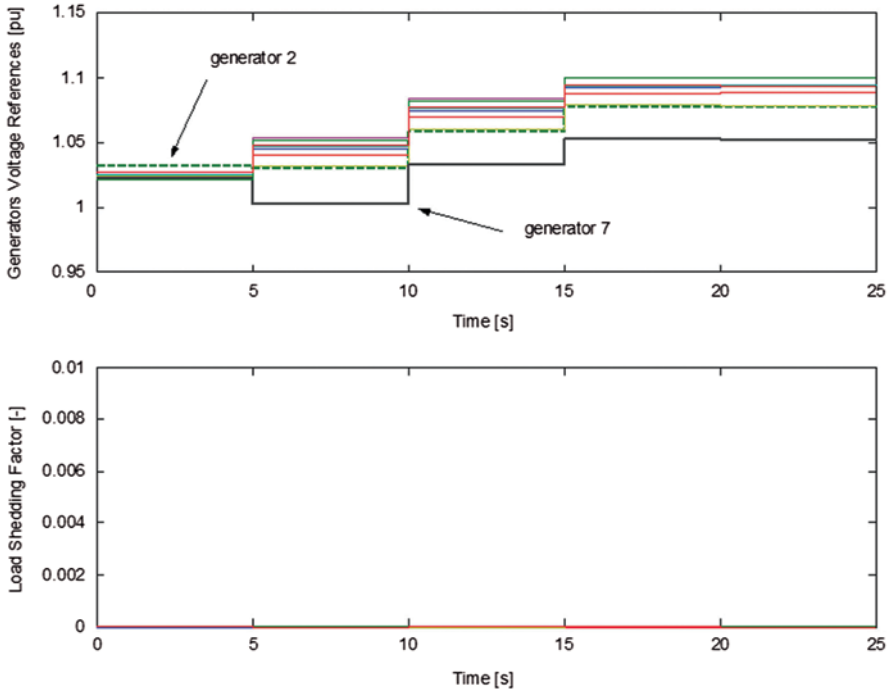 1.15
1.1
1.05
1
0.95
Generators Voltage References [pu]
generator 2
generator 7
0 5 10 15 20 25
Time [s]
0.01
0.008
0.006
0.004
0.002
0
Load Shedding Factor [-]
0 5 10 15 20 25
Time [s]